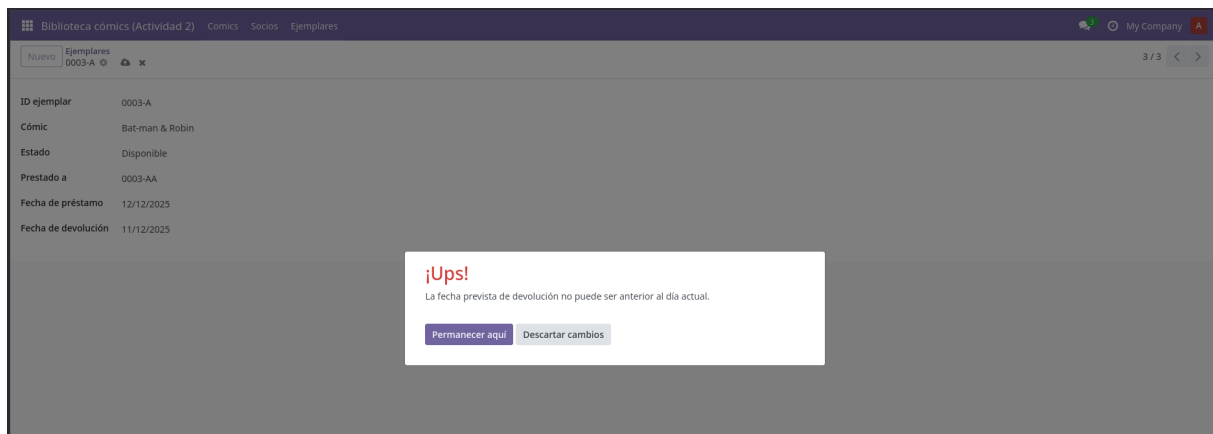 Biblioteca cómics (Actividad 2) Comics Socios Ejemplares 3 My Company A
Nuevo Ejemplares 3 / 3
0003-A
ID ejemplar 0003-A
Cómic Bat-man & Robin
Estado Disponible
Prestado a 0003-AA
Fecha de préstamo 12/12/2025
Fecha de devolución 11/12/2025
¡Ups!
La fecha prevista de devolución no puede ser anterior al día actual.
Permanecer aquí Descartar cambios